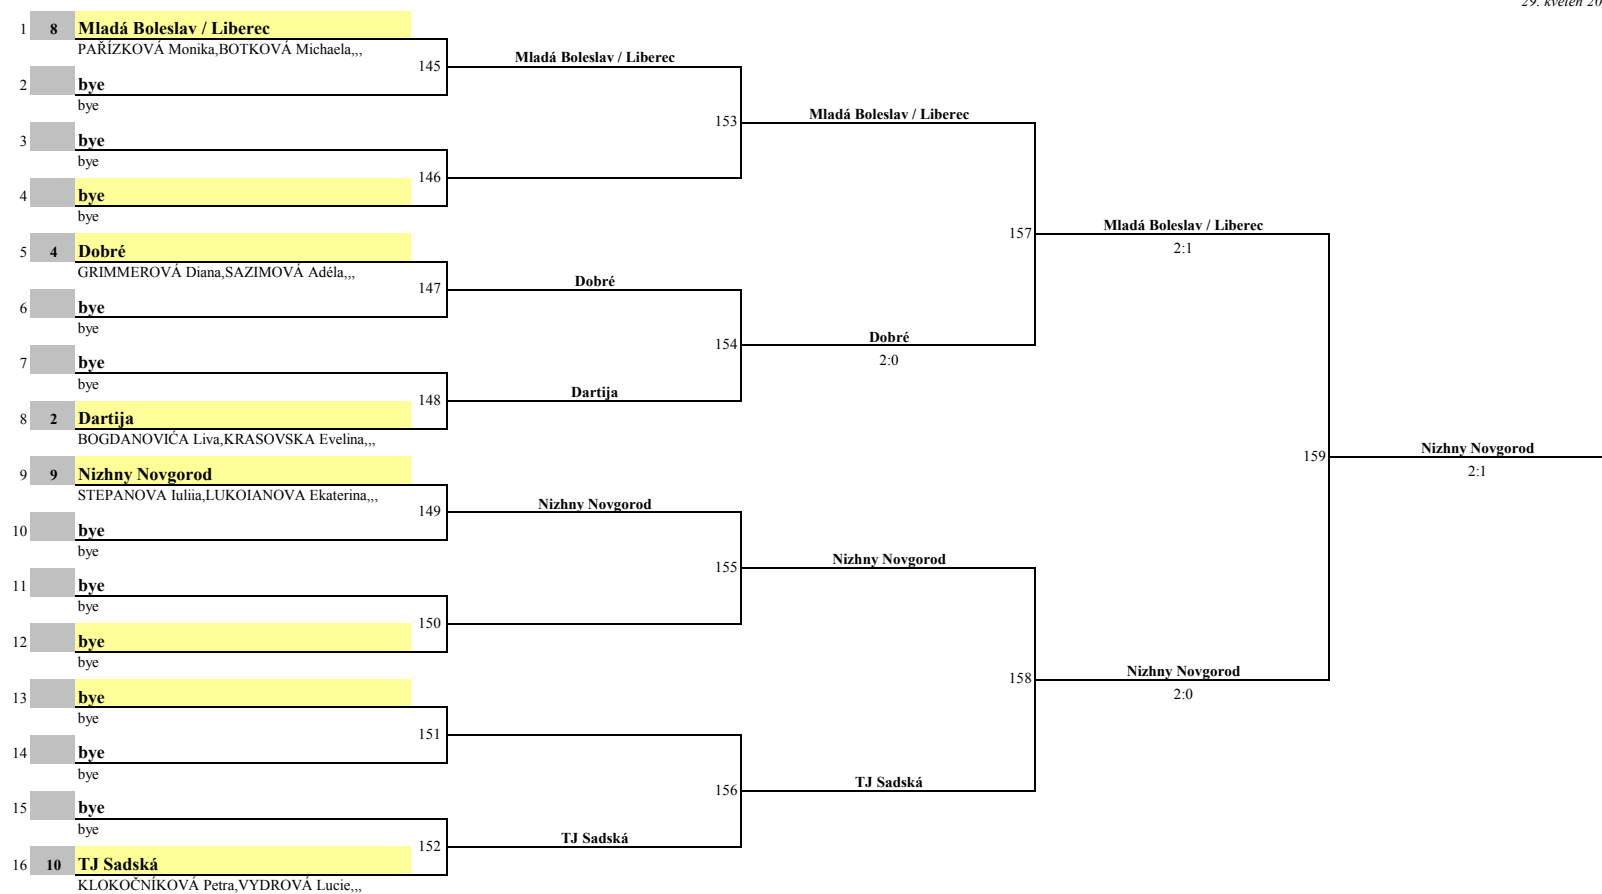 29. květen 20
1 8 Mladá Boleslav / Liberec
PAŘÍZKOVÁ Monika,BOTKOVÁ Michaela,,,
145 Mladá Boleslav / Liberec
2 bye
bye
153 Mladá Boleslav / Liberec
3 bye
bye
146
4 bye
bye
157 Mladá Boleslav / Liberec
2:1
5 4 Dobré
GRIMMEROVÁ Diana,SAZIMOVÁ Adéla,,,
147 Dobré
6 bye
bye
154 Dobré
2:0
7 bye
bye
148 Dartija
8 2 Dartija
BOGDANOVIĆA Liva,KRASOVSKA Evelina,,,
159 Nizhny Novgorod
2:1
9 9 Nizhny Novgorod
STEPANOVA Iuliia,LUKOIANOVA Ekaterina,,,
149 Nizhny Novgorod
10 bye
bye
155 Nizhny Novgorod
11 bye
bye
150
12 bye
bye
158 Nizhny Novgorod
2:0
13 bye
bye
151
14 bye
bye
156 TJ Sadská
15 bye
bye
152 TJ Sadská
16 10 TJ Sadská
KLOKOČNÍKOVÁ Petra,VYDROVÁ Lucie,,,